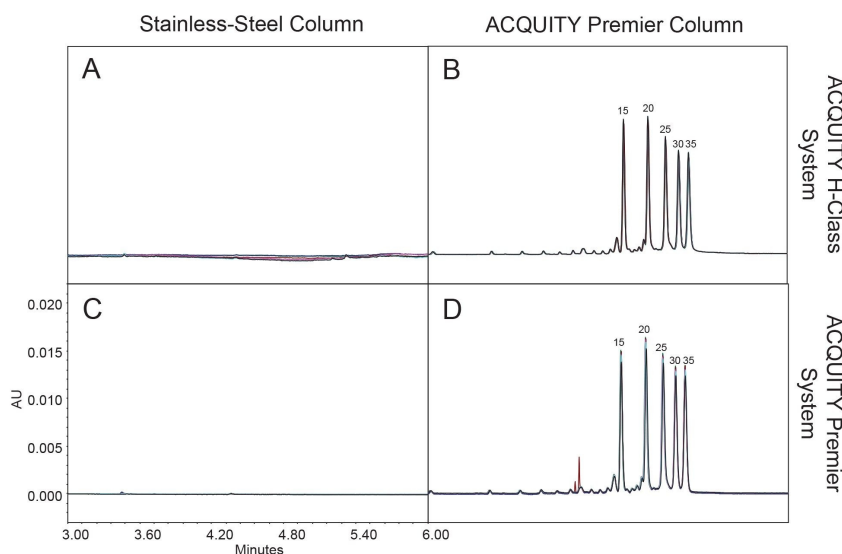 Stainless-Steel Column
ACQUITY Premier Column
A
B
15
20
25
30 35
ACQUITY H-Class
System
C
D
0.020
0.015
0.010
0.005
0.000
AU
15
20
25
30 35
ACQUITY Premier
System
3.00 3.60 4.20 4.80 5.40 6.00
Minutes